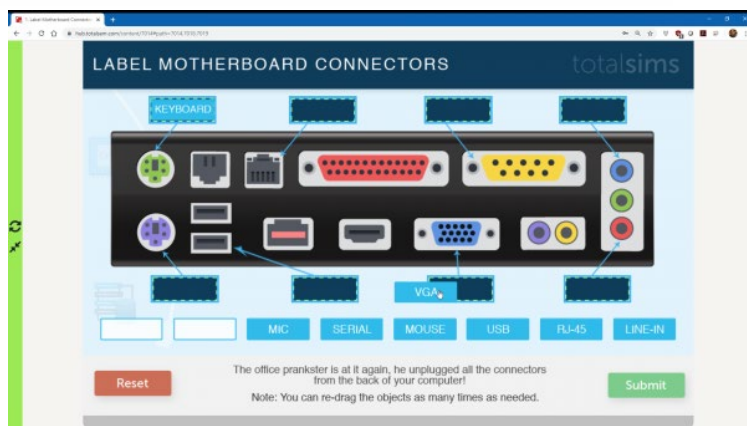 LABEL MOTHERBOARD CONNECTORS
totalsims
KEYBOARD
VGA
MIC
SERIAL
MOUSE
USB
RJ-45
LINE-IN
Reset
The office prankster is at it again, he unplugged all the connectors
from the back of your computer!
Note: You can re-drag the objects as many times as needed.
Submit